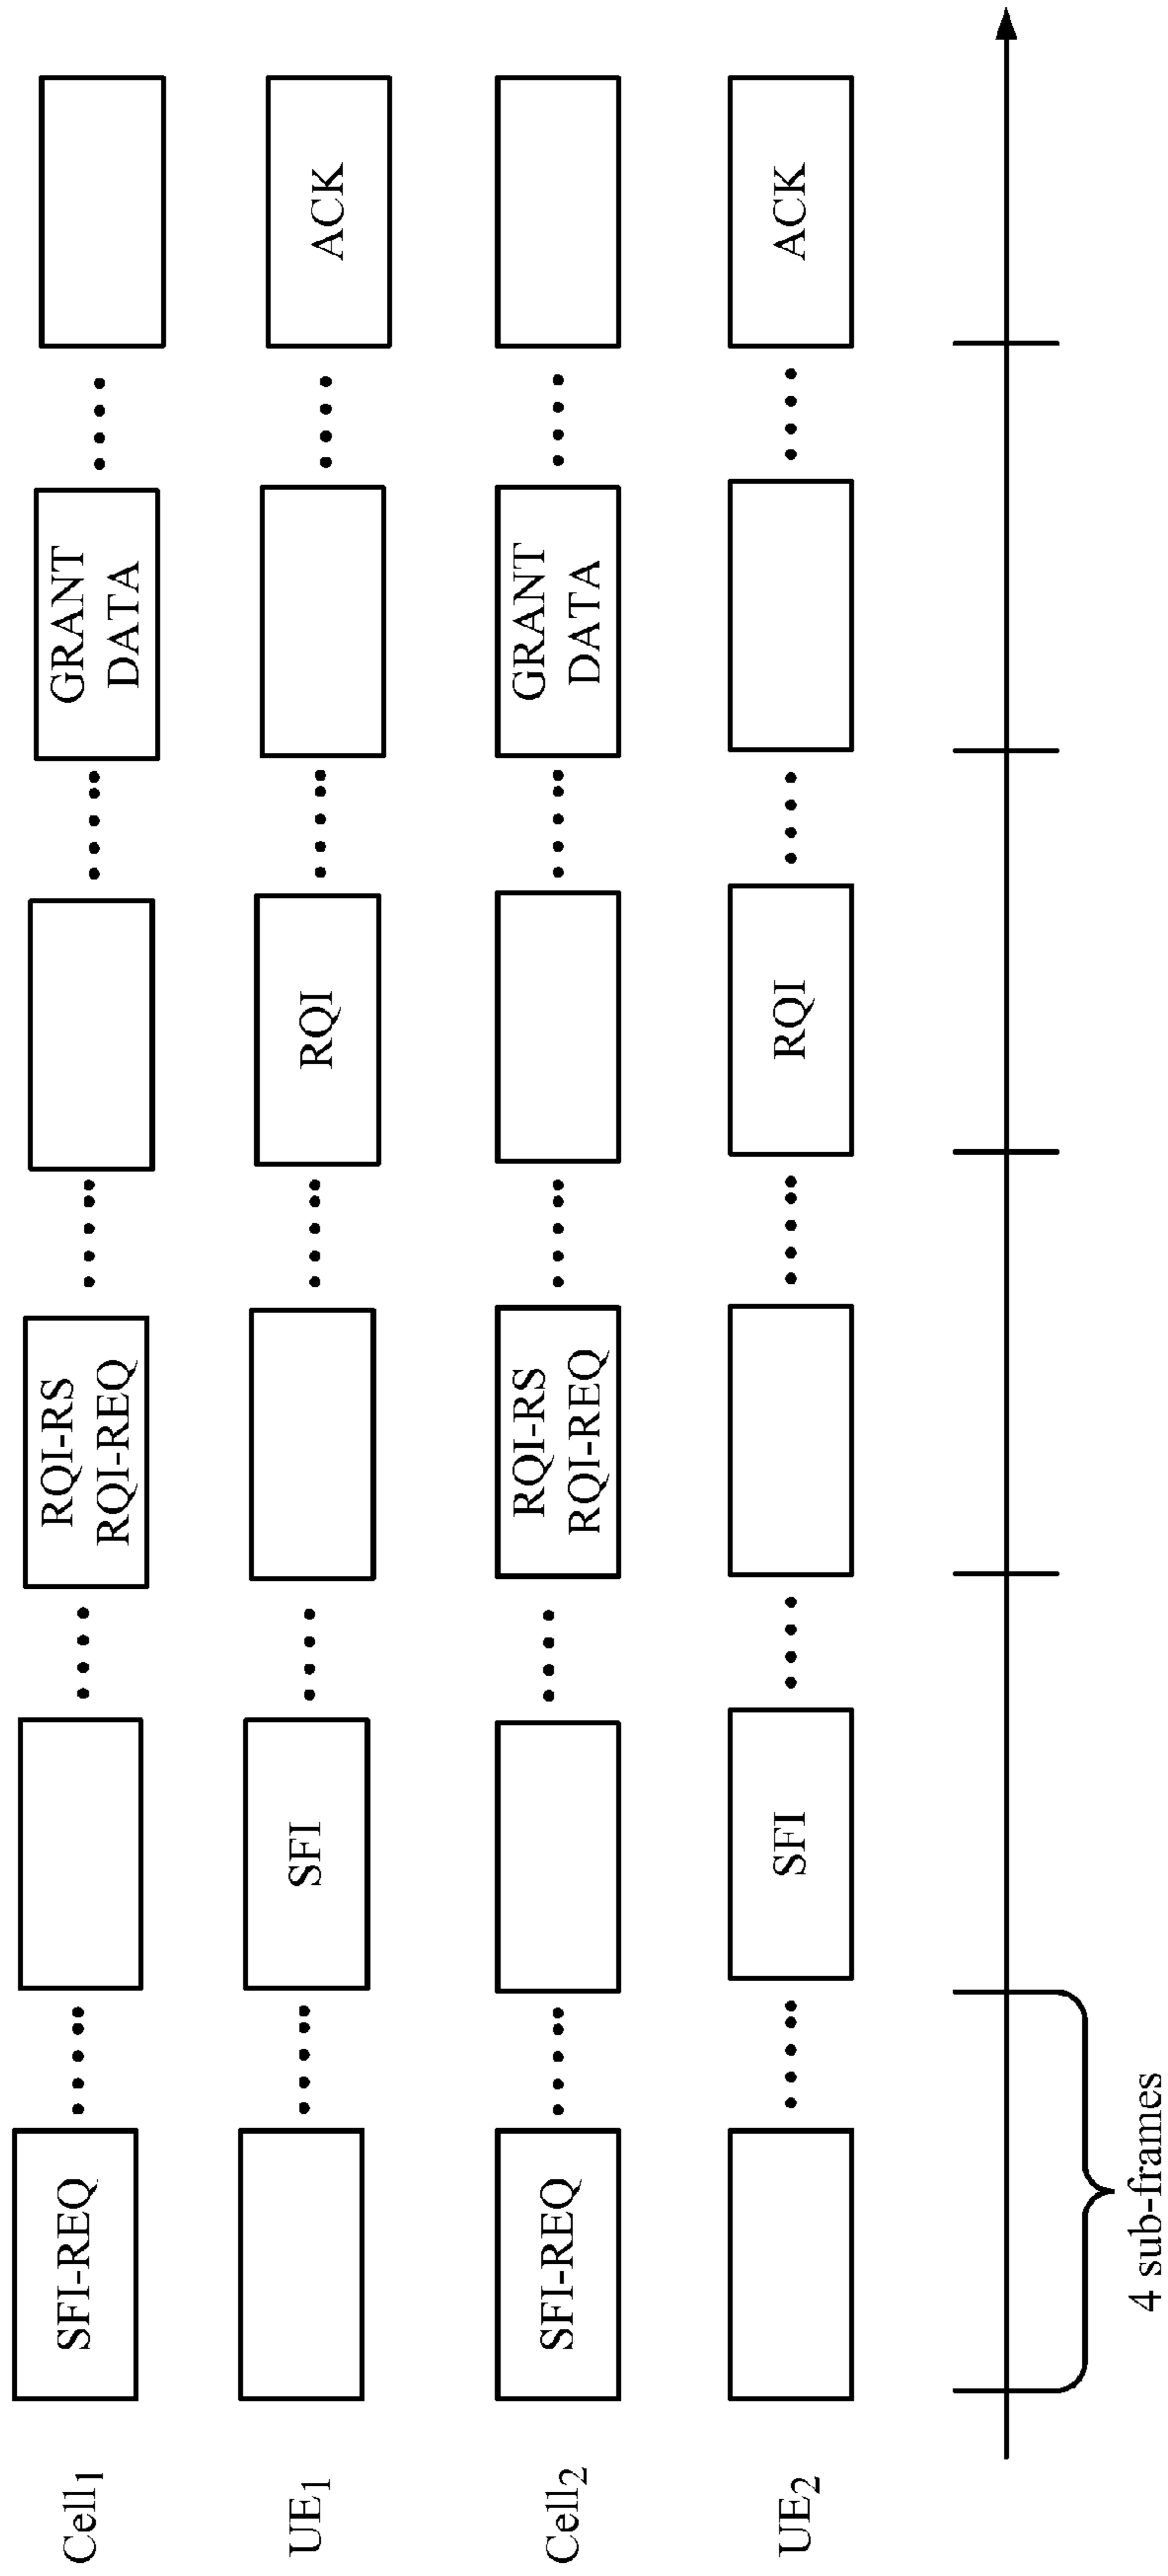 Cell1
SFI-REQ
RQI-RS
RQI-REQ
GRANT
DATA
UE1
SFI
RQI
ACK
Cell2
SFI-REQ
RQI-RS
RQI-REQ
GRANT
DATA
UE2
SFI
RQI
ACK
4 sub-frames